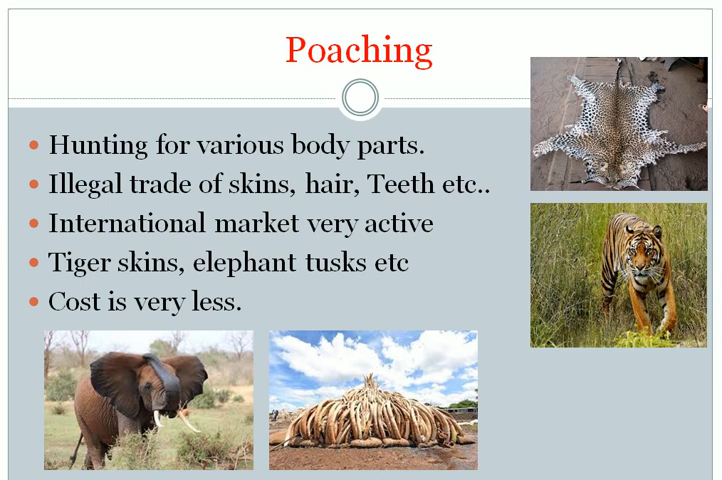 Poaching
Hunting for various body parts.
Illegal trade of skins, hair, Teeth etc..
International market very active
Tiger skins, elephant tusks etc
Cost is very less.